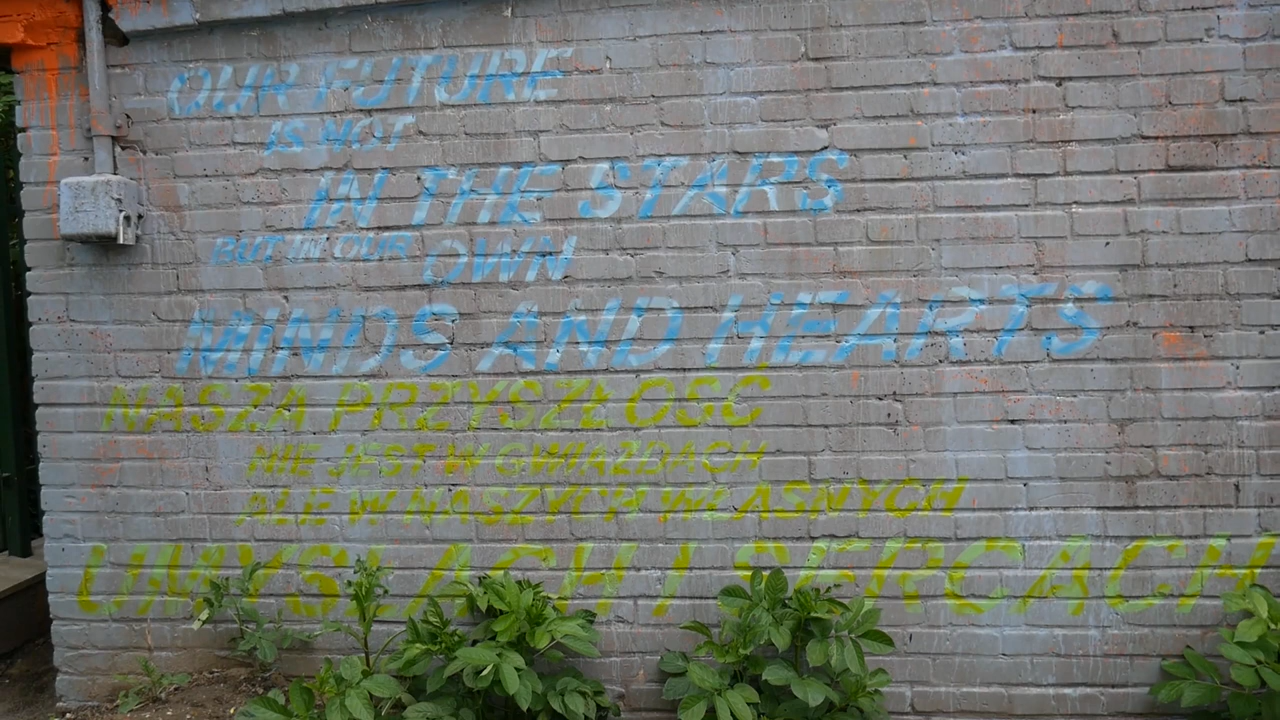 OUR FUTURE
IS NOT
IN THE STARS
BUT IN OUR OWN
MINDS AND HEARTS
NASZA PRZYSZŁOŚĆ
NIE JEST W GWIAZDACH
ALE W NASZYCH WŁASNYCH
UMYSŁACH I SERCACH